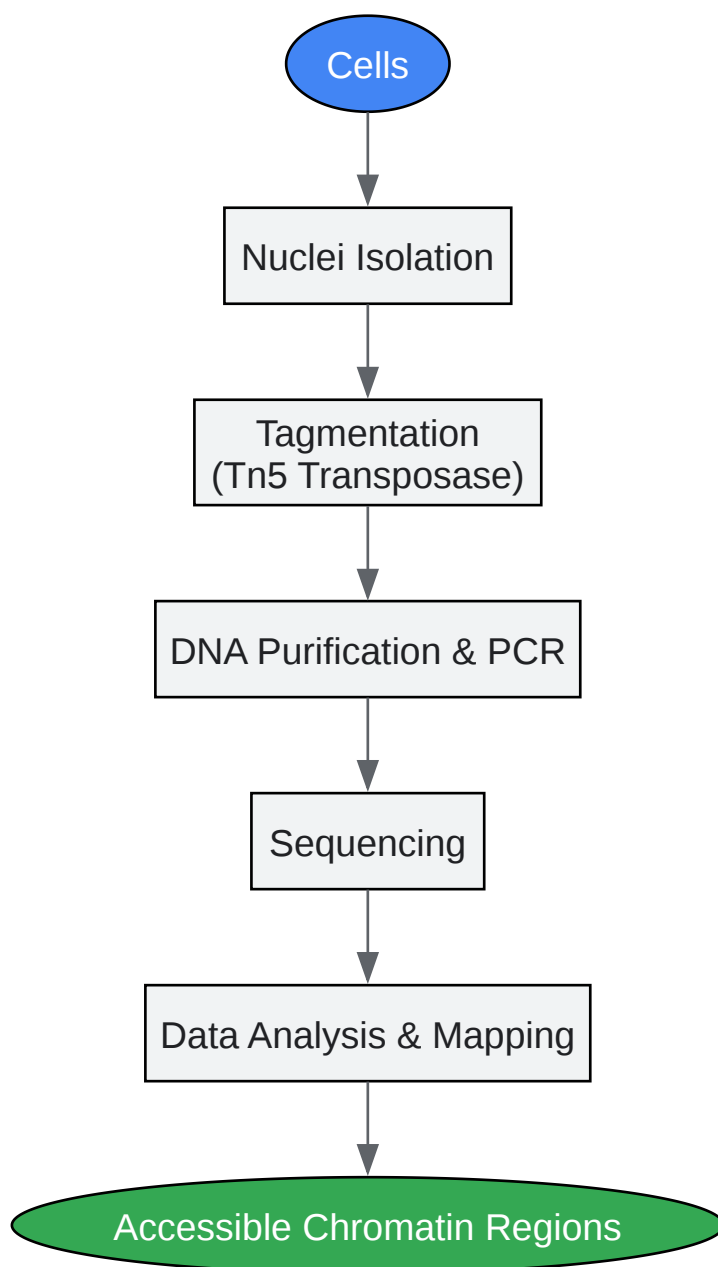 Cells
Nuclei Isolation
Tagmentation
(Tn5 Transposase)
DNA Purification & PCR
Sequencing
Data Analysis & Mapping
Accessible Chromatin Regions